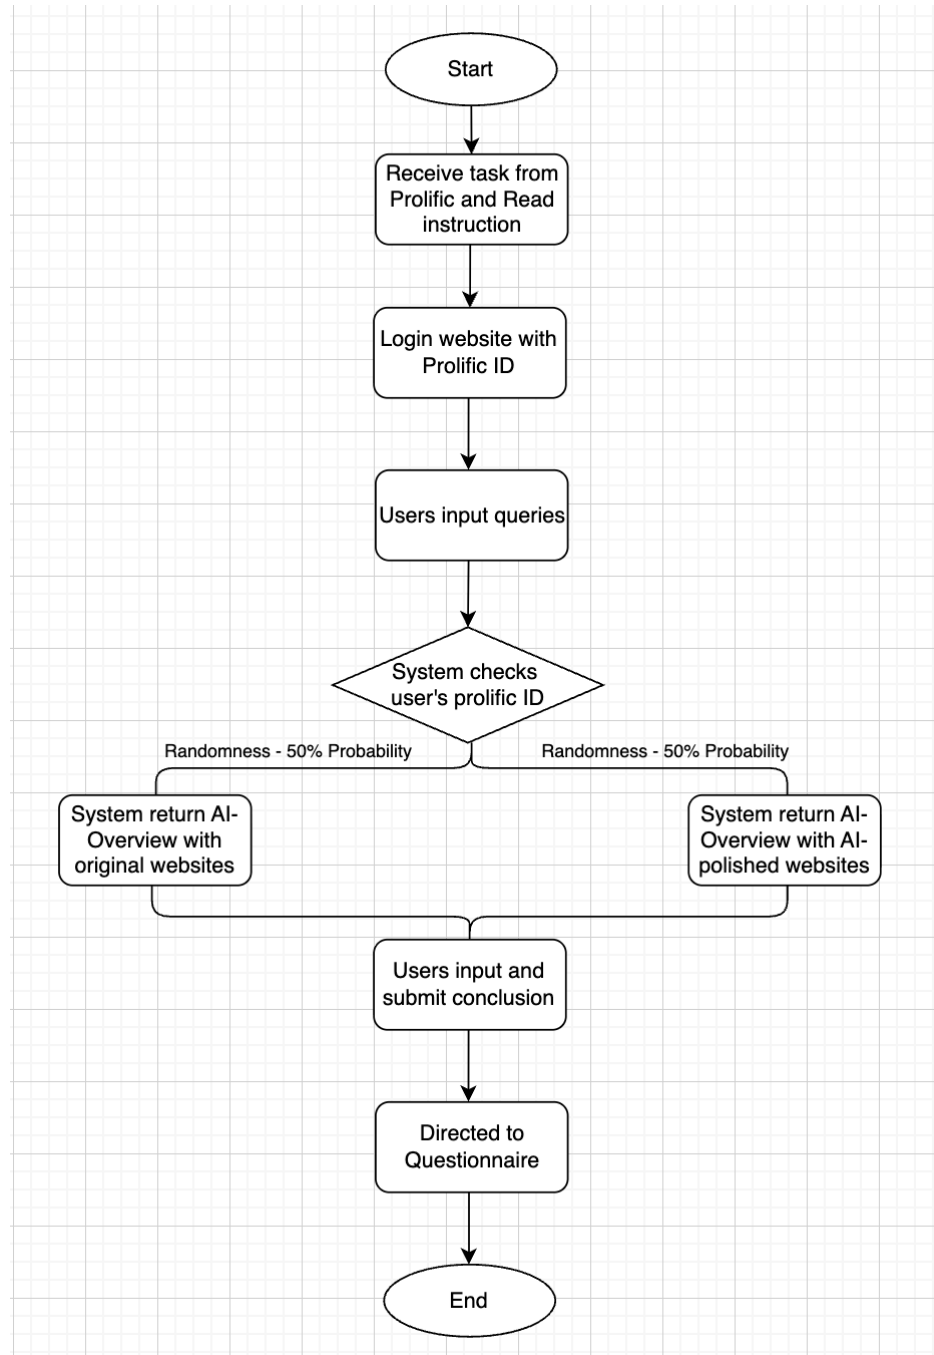 Start
Receive task from
Prolific and Read
instruction
Login website with
Prolific ID
Users input queries
System checks
user's prolific ID
Randomness - 50% Probability
Randomness - 50% Probability
System return AI-
Overview with
original websites
System return AI-
Overview with AI-
polished websites
Users input and
submit conclusion
Directed to
Questionnaire
End